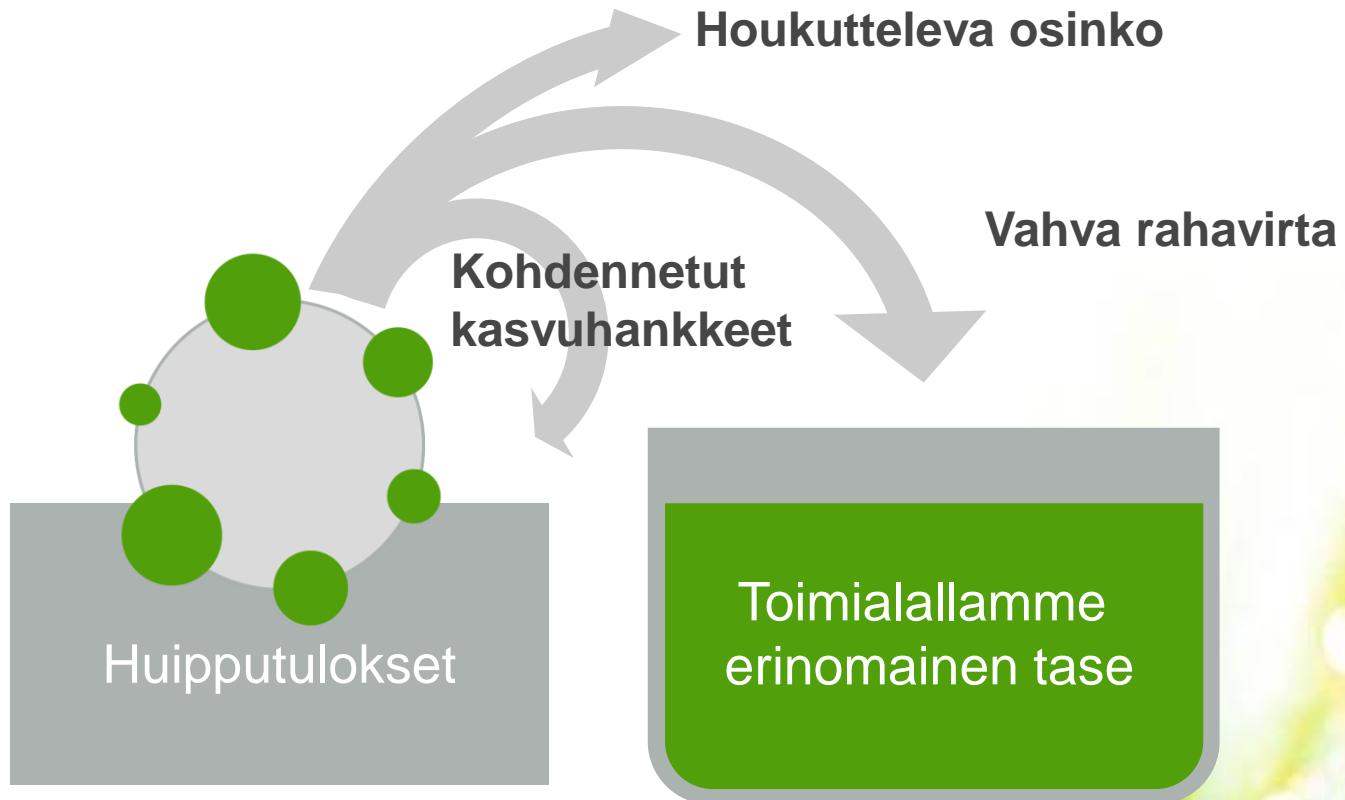 Houkutteleva osinko
Vahva rahavirta
Kohdennetut
kasvuhankkeet
Huipputulokset
Toimialallamme
erinomainen tase